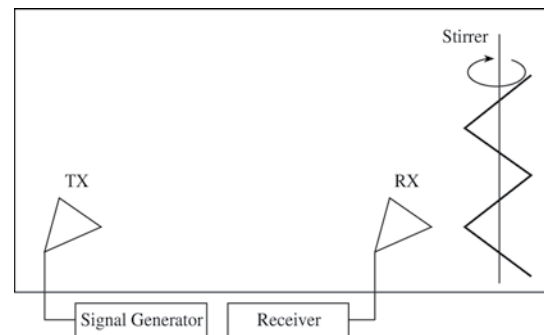 Stirrer
TX
RX
Signal Generator
Receiver